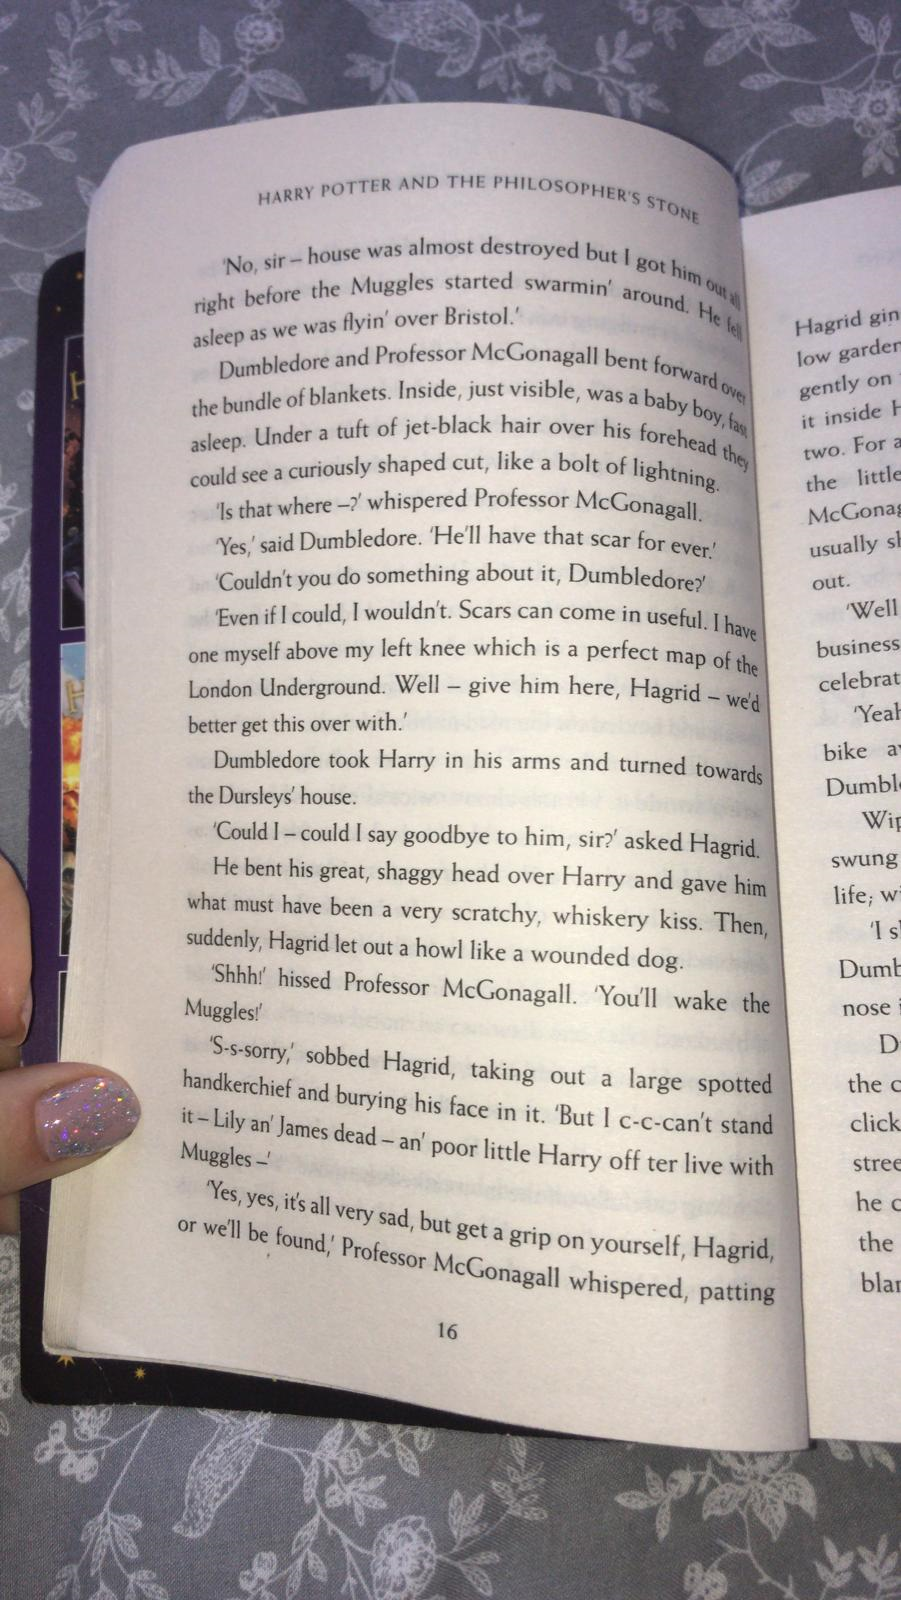 HARRY POTTER AND THE PHILOSOPHER'S STONE
'No, sir – house was almost destroyed but I got him out all
right before the Muggles started swarmin' around. He fell
asleep as we was flyin' over Bristol.'
Dumbledore and Professor McGonagall bent forward over
the bundle of blankets. Inside, just visible, was a baby boy, fast
asleep. Under a tuft of jet-black hair over his forehead they
could see a curiously shaped cut, like a bolt of lightning.
'Is that where –?' whispered Professor McGonagall.
'Yes,' said Dumbledore. 'He'll have that scar for ever.'
'Couldn't you do something about it, Dumbledore?'
'Even if I could, I wouldn't. Scars can come in useful. I have
one myself above my left knee which is a perfect map of the
London Underground. Well – give him here, Hagrid – we'd
better get this over with.'
Dumbledore took Harry in his arms and turned towards
the Dursleys' house.
'Could I – could I say goodbye to him, sir?' asked Hagrid.
He bent his great, shaggy head over Harry and gave him
what must have been a very scratchy, whiskery kiss. Then,
suddenly, Hagrid let out a howl like a wounded dog.
'Shhh!' hissed Professor McGonagall. 'You'll wake the
Muggles!'
'S-s-sorry,' sobbed Hagrid, taking out a large spotted
handkerchief and burying his face in it. 'But I c-c-can't stand
it – Lily an' James dead – an' poor little Harry off ter live with
Muggles –'
'Yes, yes, it's all very sad, but get a grip on yourself, Hagrid,
or we'll be found,' Professor McGonagall whispered, patting
16
Hagrid
low garden
gently on
it inside
two. For
the little
usually
out.
'Well
business
'Yeah
bike
swung
life;
'I
nose
the
click
he
the